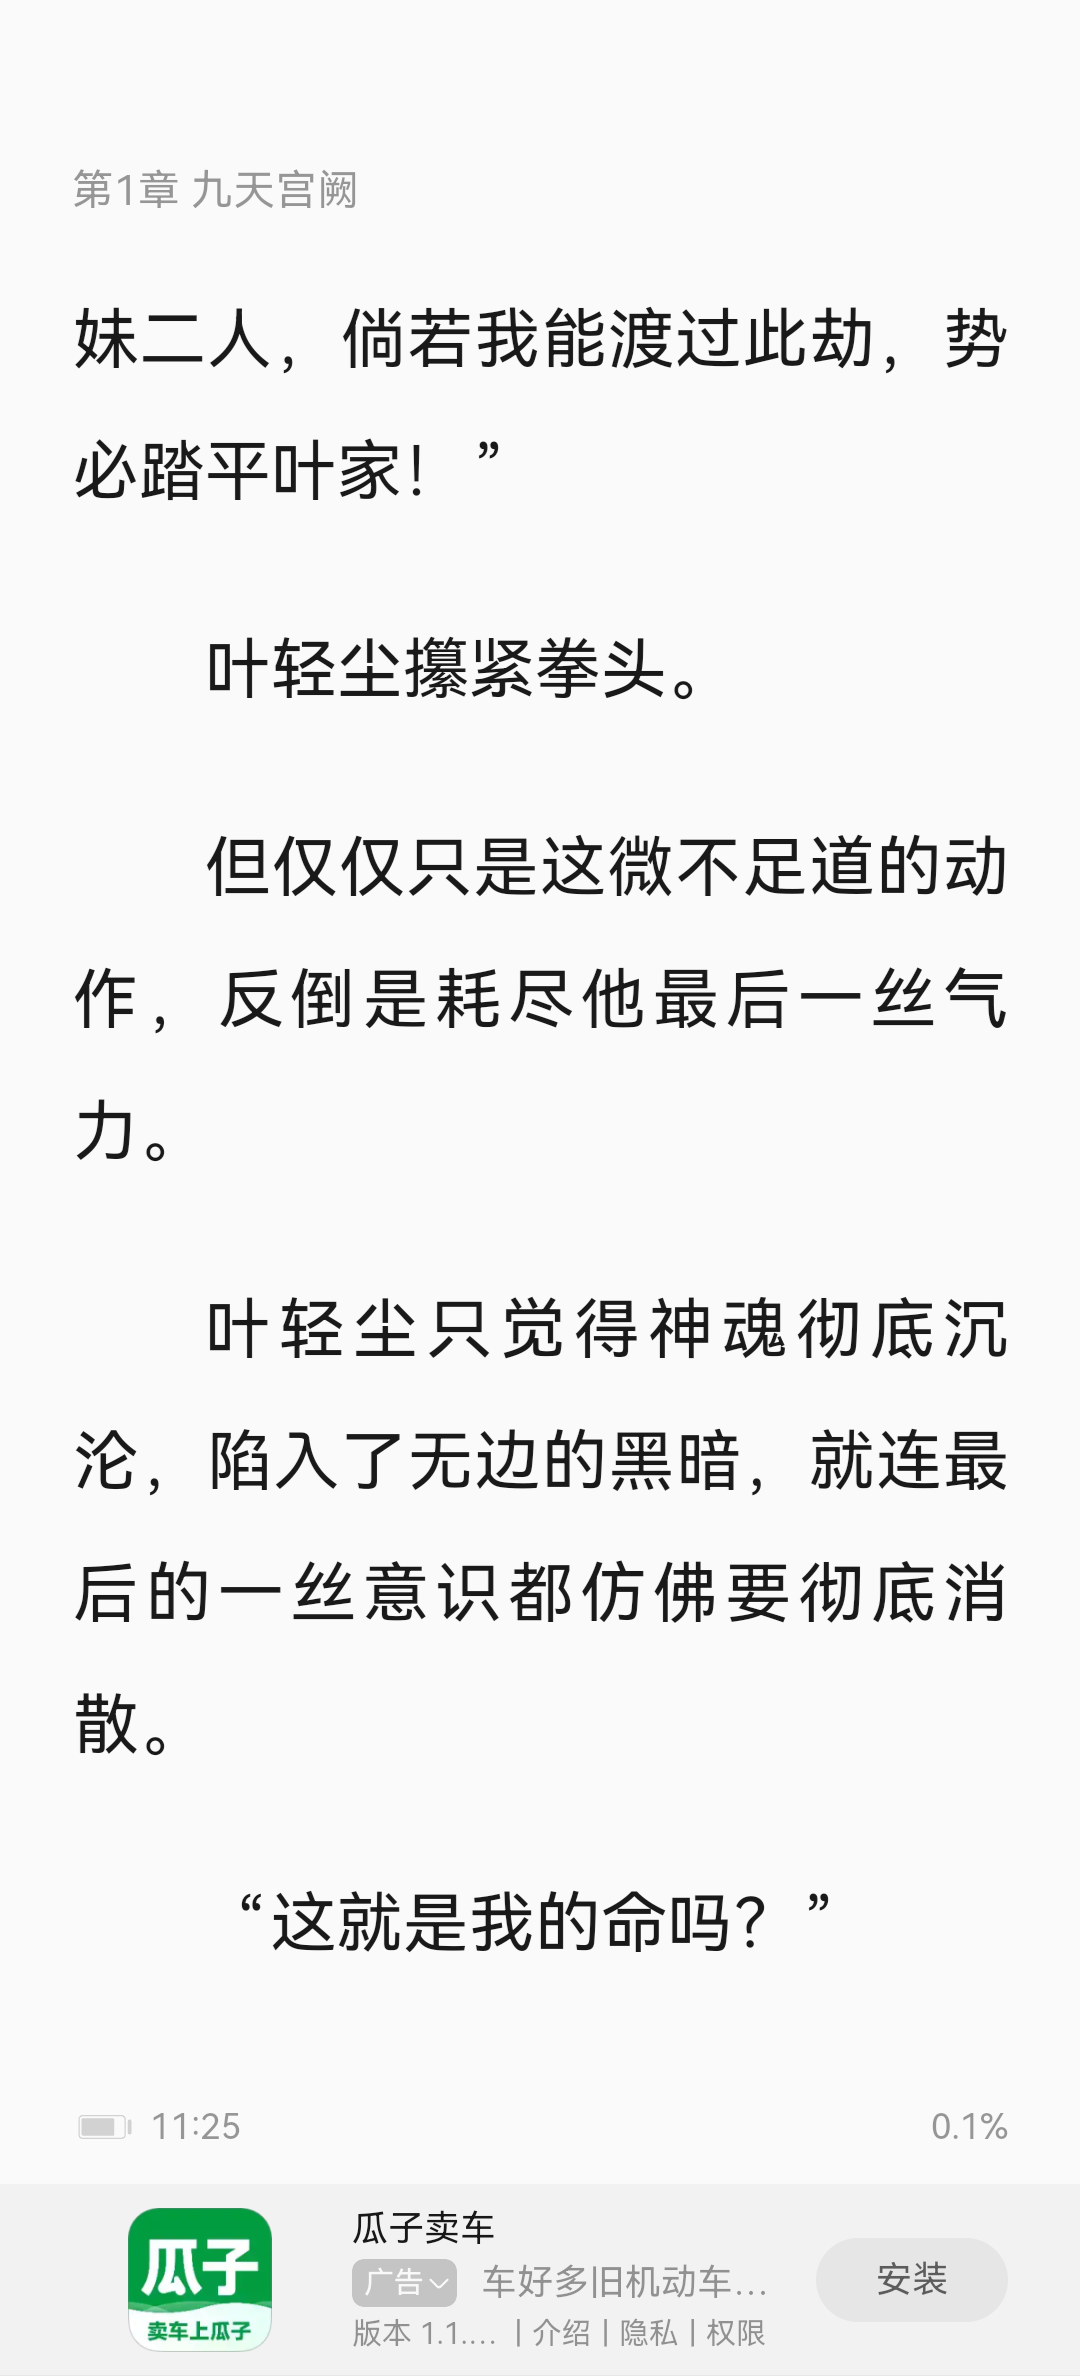 第1章 九天宫阙
妹二人，倘若我能渡过此劫，势
必踏平叶家！”
叶轻尘攥紧拳头。
但仅仅只是这微不足道的动
作，反倒是耗尽他最后一丝气
力。
叶轻尘只觉得神魂彻底沉
沦，陷入了无边的黑暗，就连最
后的一丝意识都仿佛要彻底消
散。
“这就是我的命吗？”
11:25
0.1%
瓜子
卖车上瓜子
瓜子卖车
广告 车好多旧机动车...
版本 1.1.... | 介绍 | 隐私 | 权限
安装